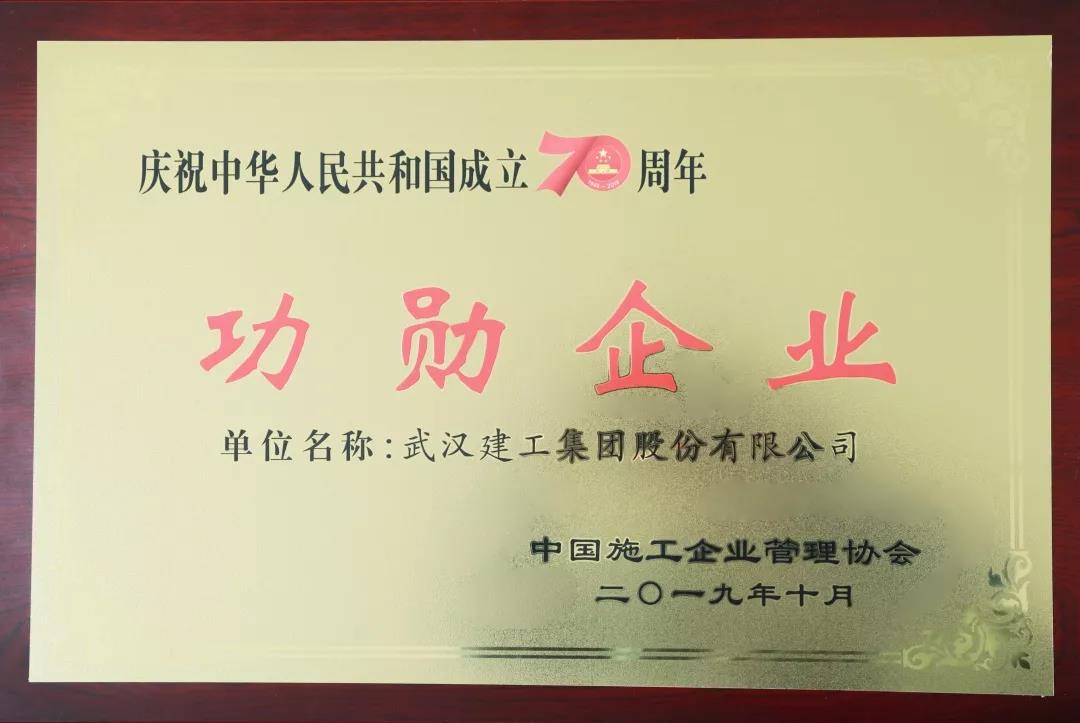 庆祝中华人民共和国成立70周年
1949-2019
功勋企业
单位名称:武汉建工集团股份有限公司
中国施工企业管理协会
二〇一九年十月